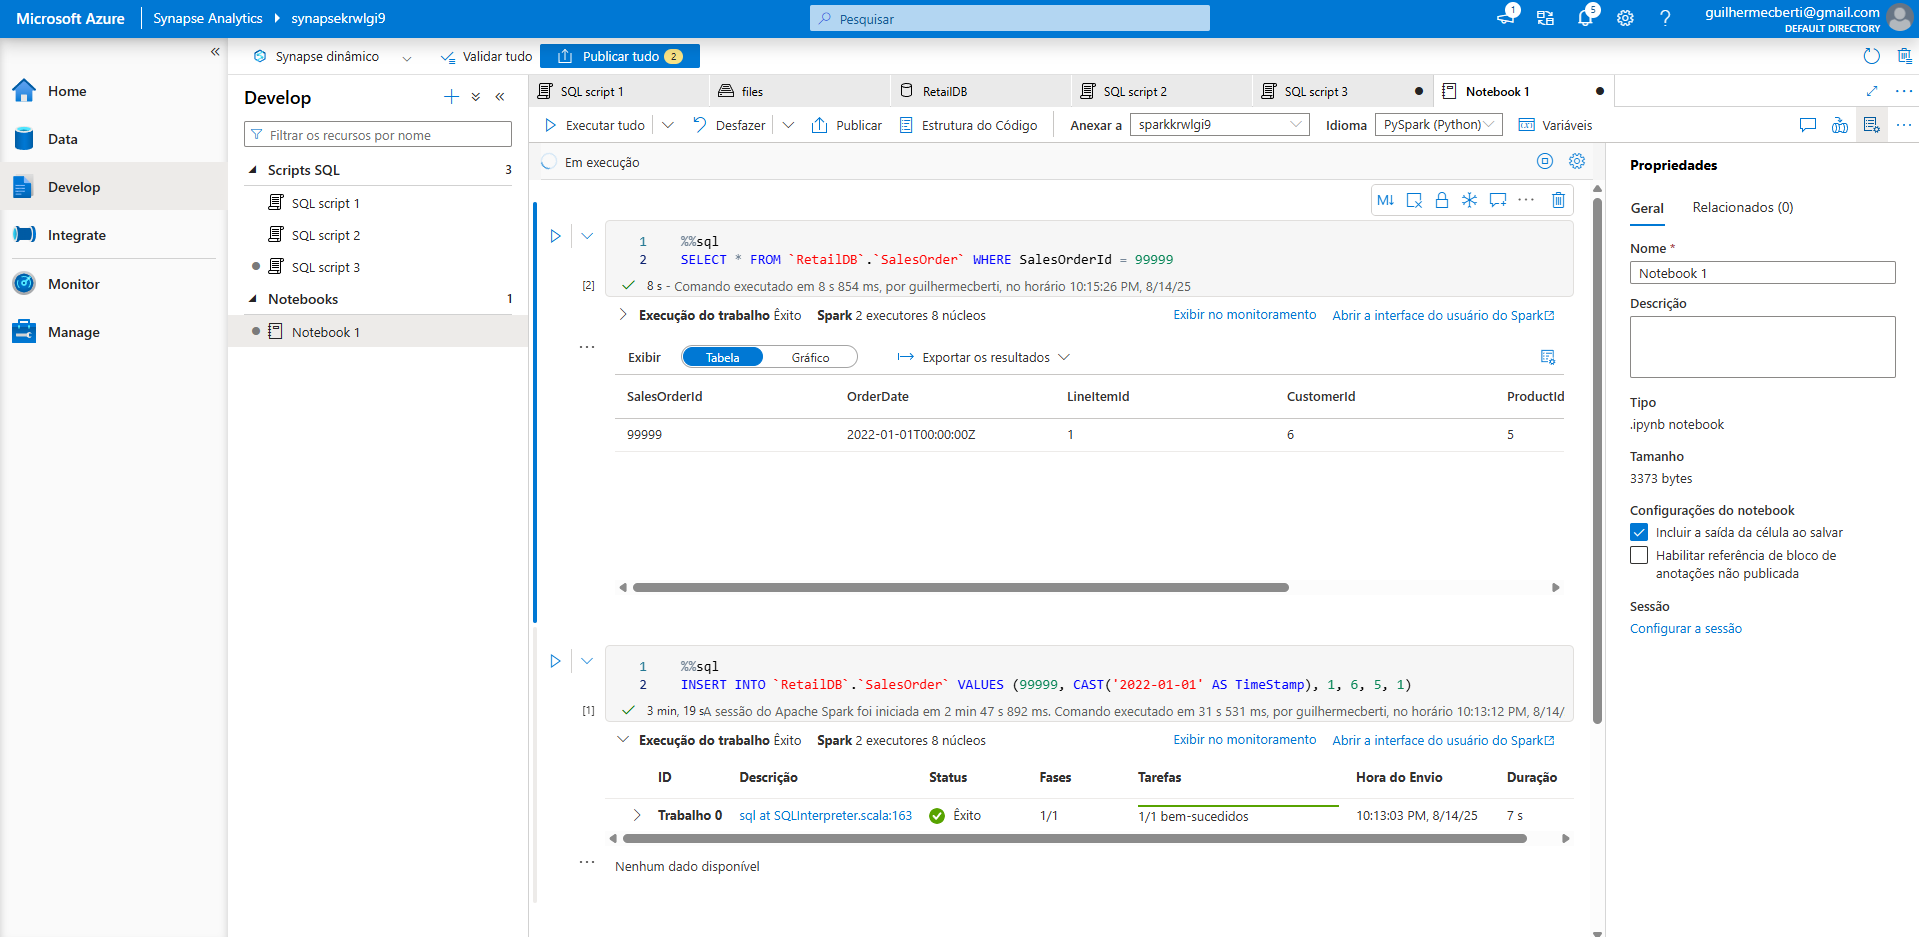 Microsoft Azure
Synapse Analytics
synapsekrwlgi9
Pesquisar
1
5
guilhermecberti@gmail.com
DEFAULT DIRECTORY
Synapse dinâmico
Validar tudo
Publicar tudo 2
Home
Data
Develop
Integrate
Monitor
Manage
Develop
Filtrar os recursos por nome
Scripts SQL 3
SQL script 1
SQL script 2
SQL script 3
Notebooks 1
Notebook 1
SQL script 1
files
RetailDB
SQL script 2
SQL script 3
Notebook 1
Executar tudo
Desfazer
Publicar
Estrutura do Código
Anexar a
sparkkrwlgi9
Idioma
PySpark (Python)
Variáveis
Em execução
M↓
1 %%sql
2 SELECT * FROM `RetailDB`.`SalesOrder` WHERE SalesOrderId = 99999
[2]
8 s - Comando executado em 8 s 854 ms, por guilhermecberti, no horário 10:15:26 PM, 8/14/25
Execução do trabalho Êxito Spark 2 executores 8 núcleos
Exibir no monitoramento
Abrir a interface do usuário do Spark
Exibir
Tabela
Gráfico
Exportar os resultados
SalesOrderId OrderDate LineItemId CustomerId ProductId
99999 2022-01-01T00:00:00Z 1 6 5
1 %%sql
2 INSERT INTO `RetailDB`.`SalesOrder` VALUES (99999, CAST('2022-01-01' AS TimeStamp), 1, 6, 5, 1)
[1]
3 min, 19 s A sessão do Apache Spark foi iniciada em 2 min 47 s 892 ms. Comando executado em 31 s 531 ms, por guilhermecberti, no horário 10:13:12 PM, 8/14/
Execução do trabalho Êxito Spark 2 executores 8 núcleos
Exibir no monitoramento
Abrir a interface do usuário do Spark
ID Descrição Status Fases Tarefas Hora do Envio Duração
Trabalho 0 sql at SQLInterpreter.scala:163 Êxito 1/1 1/1 bem-sucedidos 10:13:03 PM, 8/14/25 7 s
Nenhum dado disponível
Propriedades
Geral
Relacionados (0)
Nome *
Notebook 1
Descrição
Tipo
.ipynb notebook
Tamanho
3373 bytes
Configurações do notebook
Incluir a saída da célula ao salvar
Habilitar referência de bloco de
anotações não publicada
Sessão
Configurar a sessão